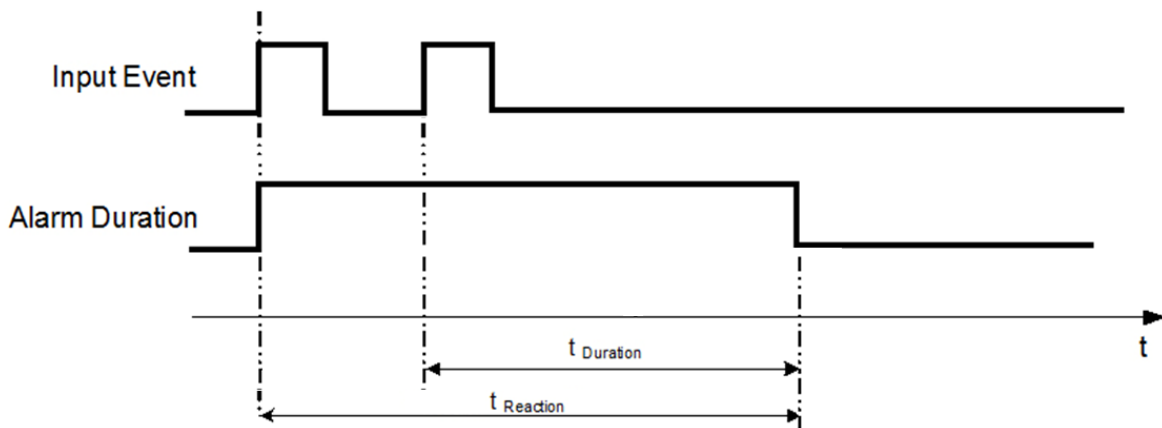 Input Event
Alarm Duration
t
t Duration
t Reaction